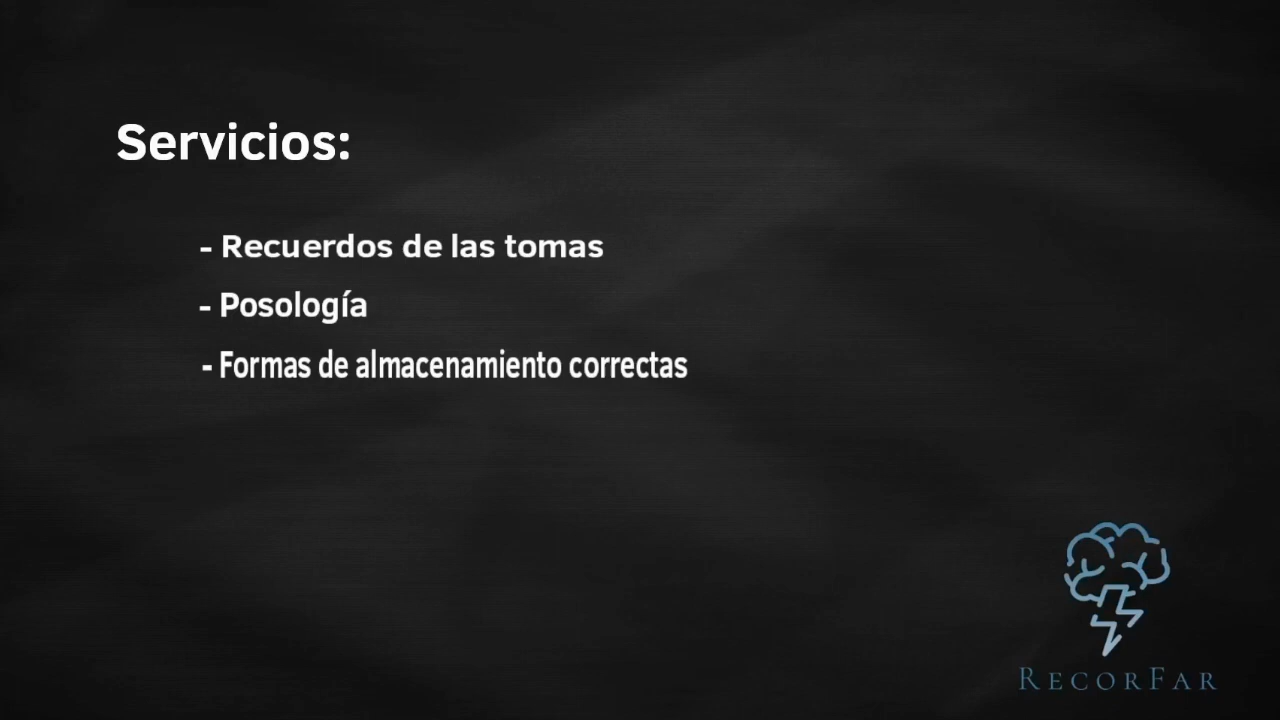 Servicios:
- Recuerdos de las tomas
- Posología
- Formas de almacenamiento correctas
RECORFAR